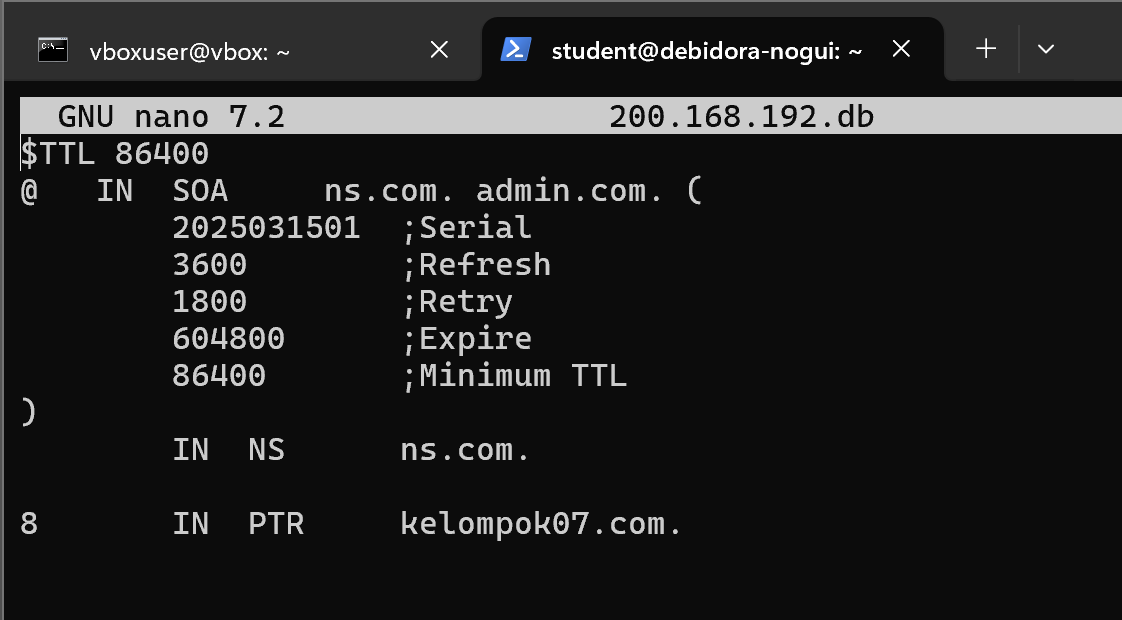 vboxuser@vbox: ~
student@debidora-nogui: ~
GNU nano 7.2 200.168.192.db
$TTL 86400
@ IN SOA ns.com. admin.com. (
2025031501 ;Serial
3600 ;Refresh
1800 ;Retry
604800 ;Expire
86400 ;Minimum TTL
)
IN NS ns.com.
8 IN PTR kelompok07.com.